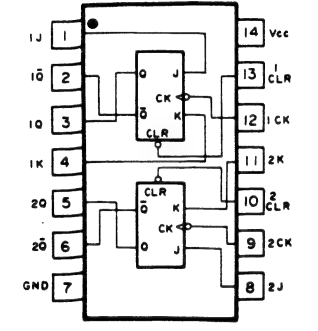 1J 1 14 Vcc
1Q̄ 2 Q J 13 1 CLR
CK
1Q 3 Q̄ K 12 1CK
CLR
1K 4 11 2K
2Q 5 CLR 10 2 CLR
Q̄ K
2Q̄ 6 CK 9 2CK
Q J
GND 7 8 2J